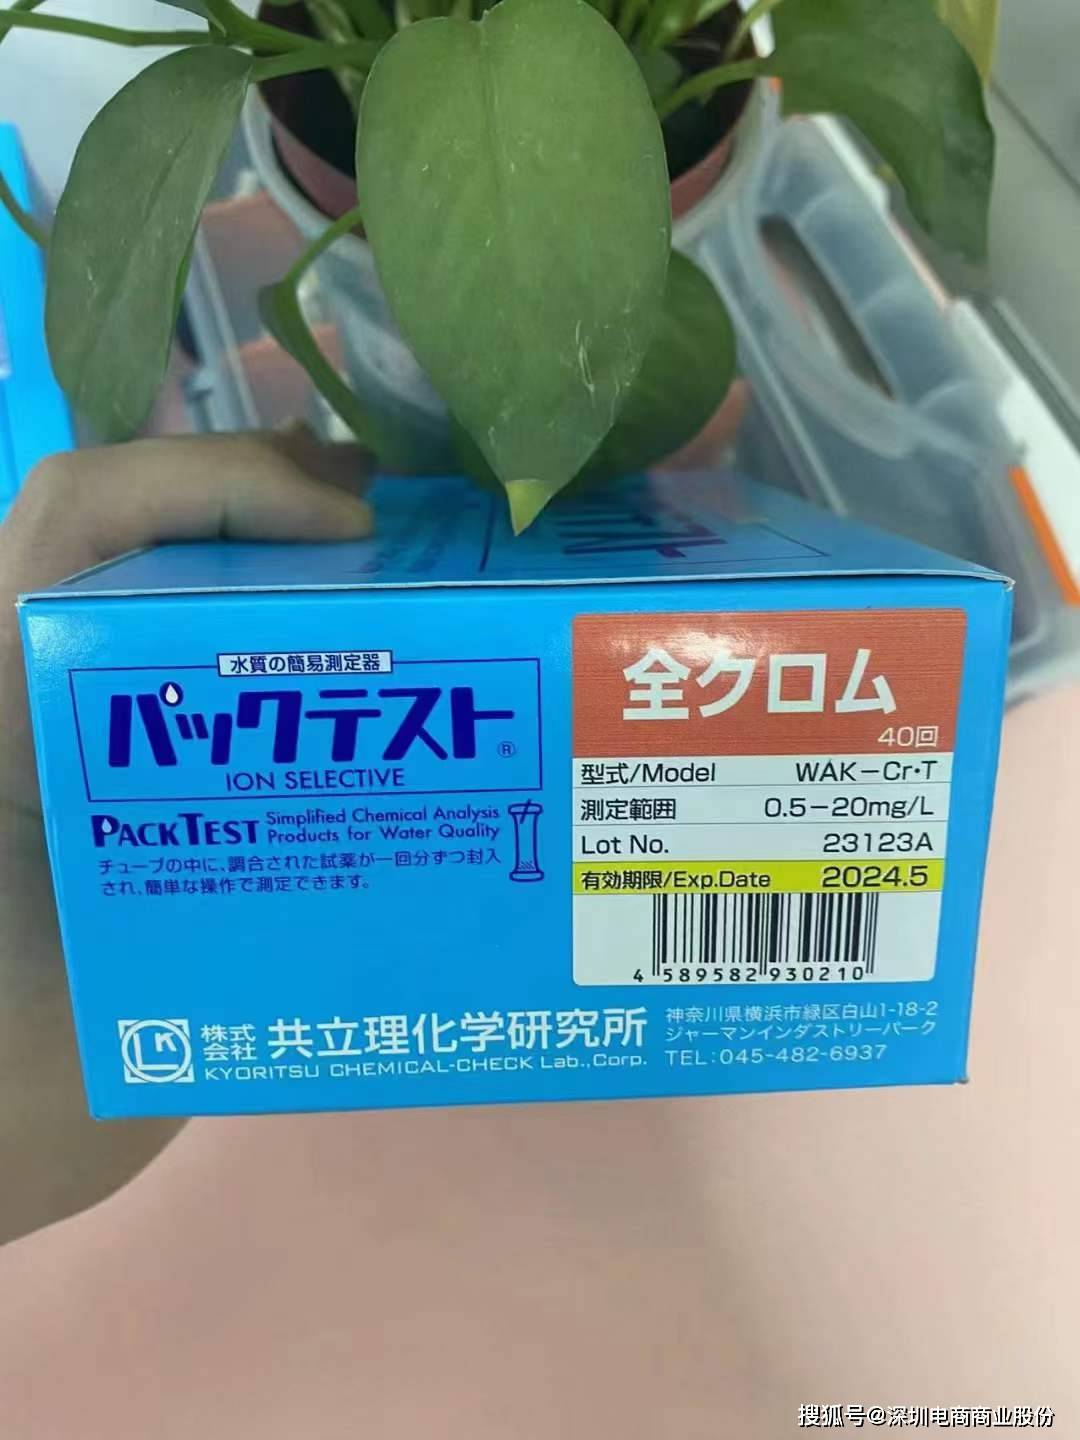 水質の簡易測定器
パックテスト®
ION SELECTIVE
PACKTEST Simplified Chemical Analysis
Products for Water Quality
チューブの中に、調合された試薬が一回分ずつ封入
され、簡単な操作で測定できます。
全クロム
40回
型式/Model WAK－Cr・T
測定範囲 0.5－20mg/L
Lot No. 23123A
有効期限/Exp.Date 2024.5
4 589582 930210
株式会社 共立理化学研究所
KYORITSU CHEMICAL-CHECK Lab.,Corp.
神奈川県横浜市緑区白山1-18-2
ジャーマンインダストリーパーク
TEL:045-482-6937
搜狐号@深圳电商商业股份